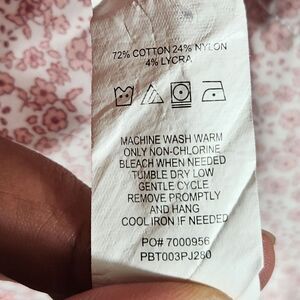 72% COTTON 24% NYLON
4% LYCRA
MACHINE WASH WARM
ONLY NON-CHLORINE
BLEACH WHEN NEEDED
TUMBLE DRY LOW
GENTLE CYCLE
REMOVE PROMPTLY
AND HANG
COOL IRON IF NEEDED
PO# 7000956
PBT003PJ280